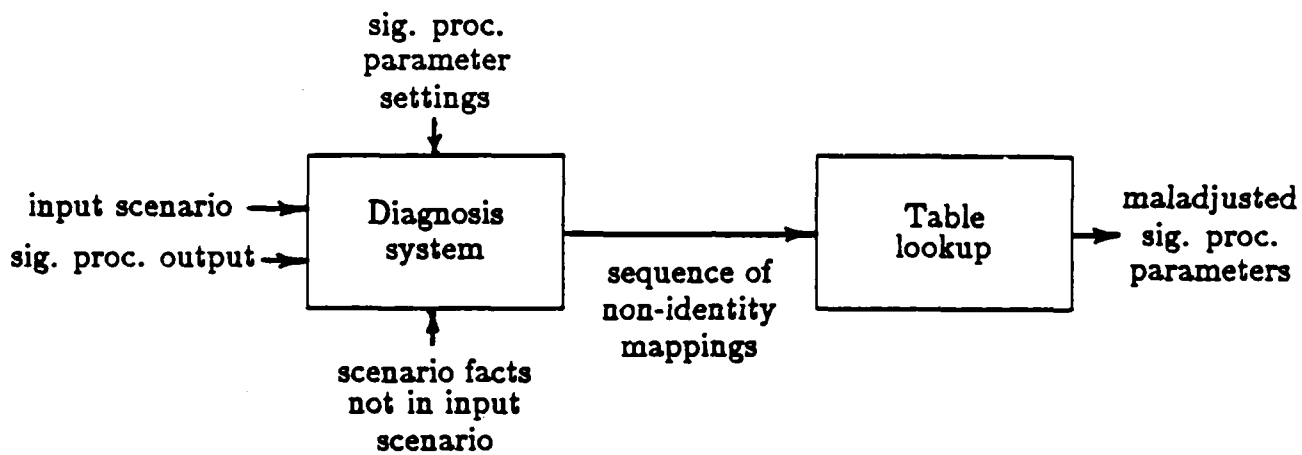 sig. proc.
parameter
settings
input scenario
sig. proc. output
Diagnosis
system
scenario facts
not in input
scenario
sequence of
non-identity
mappings
Table
lookup
maladjusted
sig. proc.
parameters